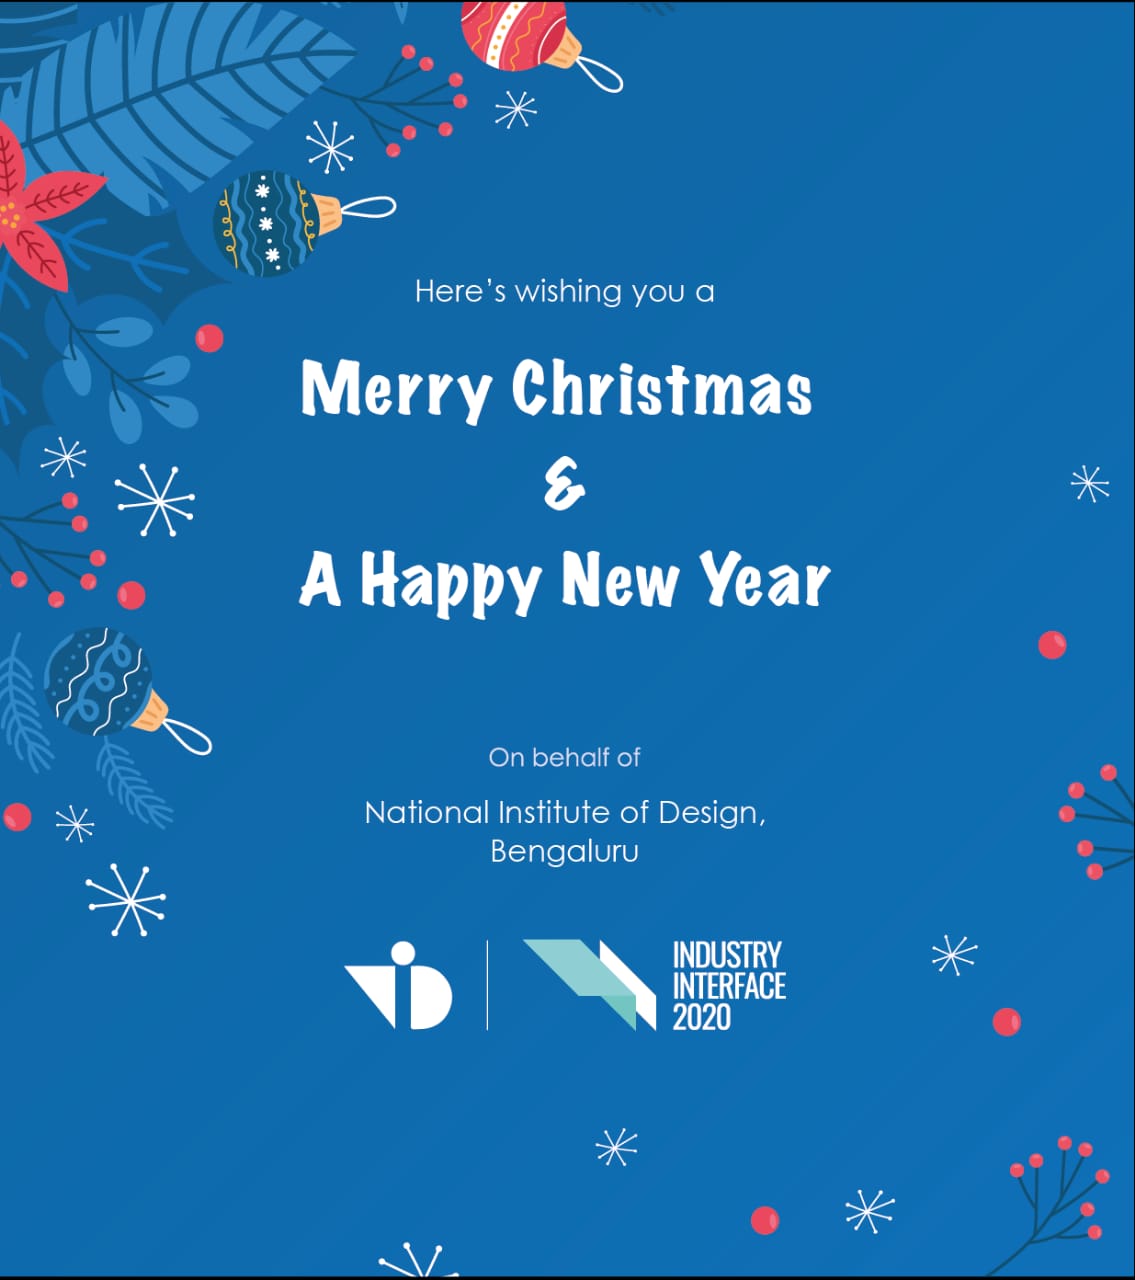 Here’s wishing you a
Merry Christmas
&
A Happy New Year
On behalf of
National Institute of Design,
Bengaluru
INDUSTRY
INTERFACE
2020